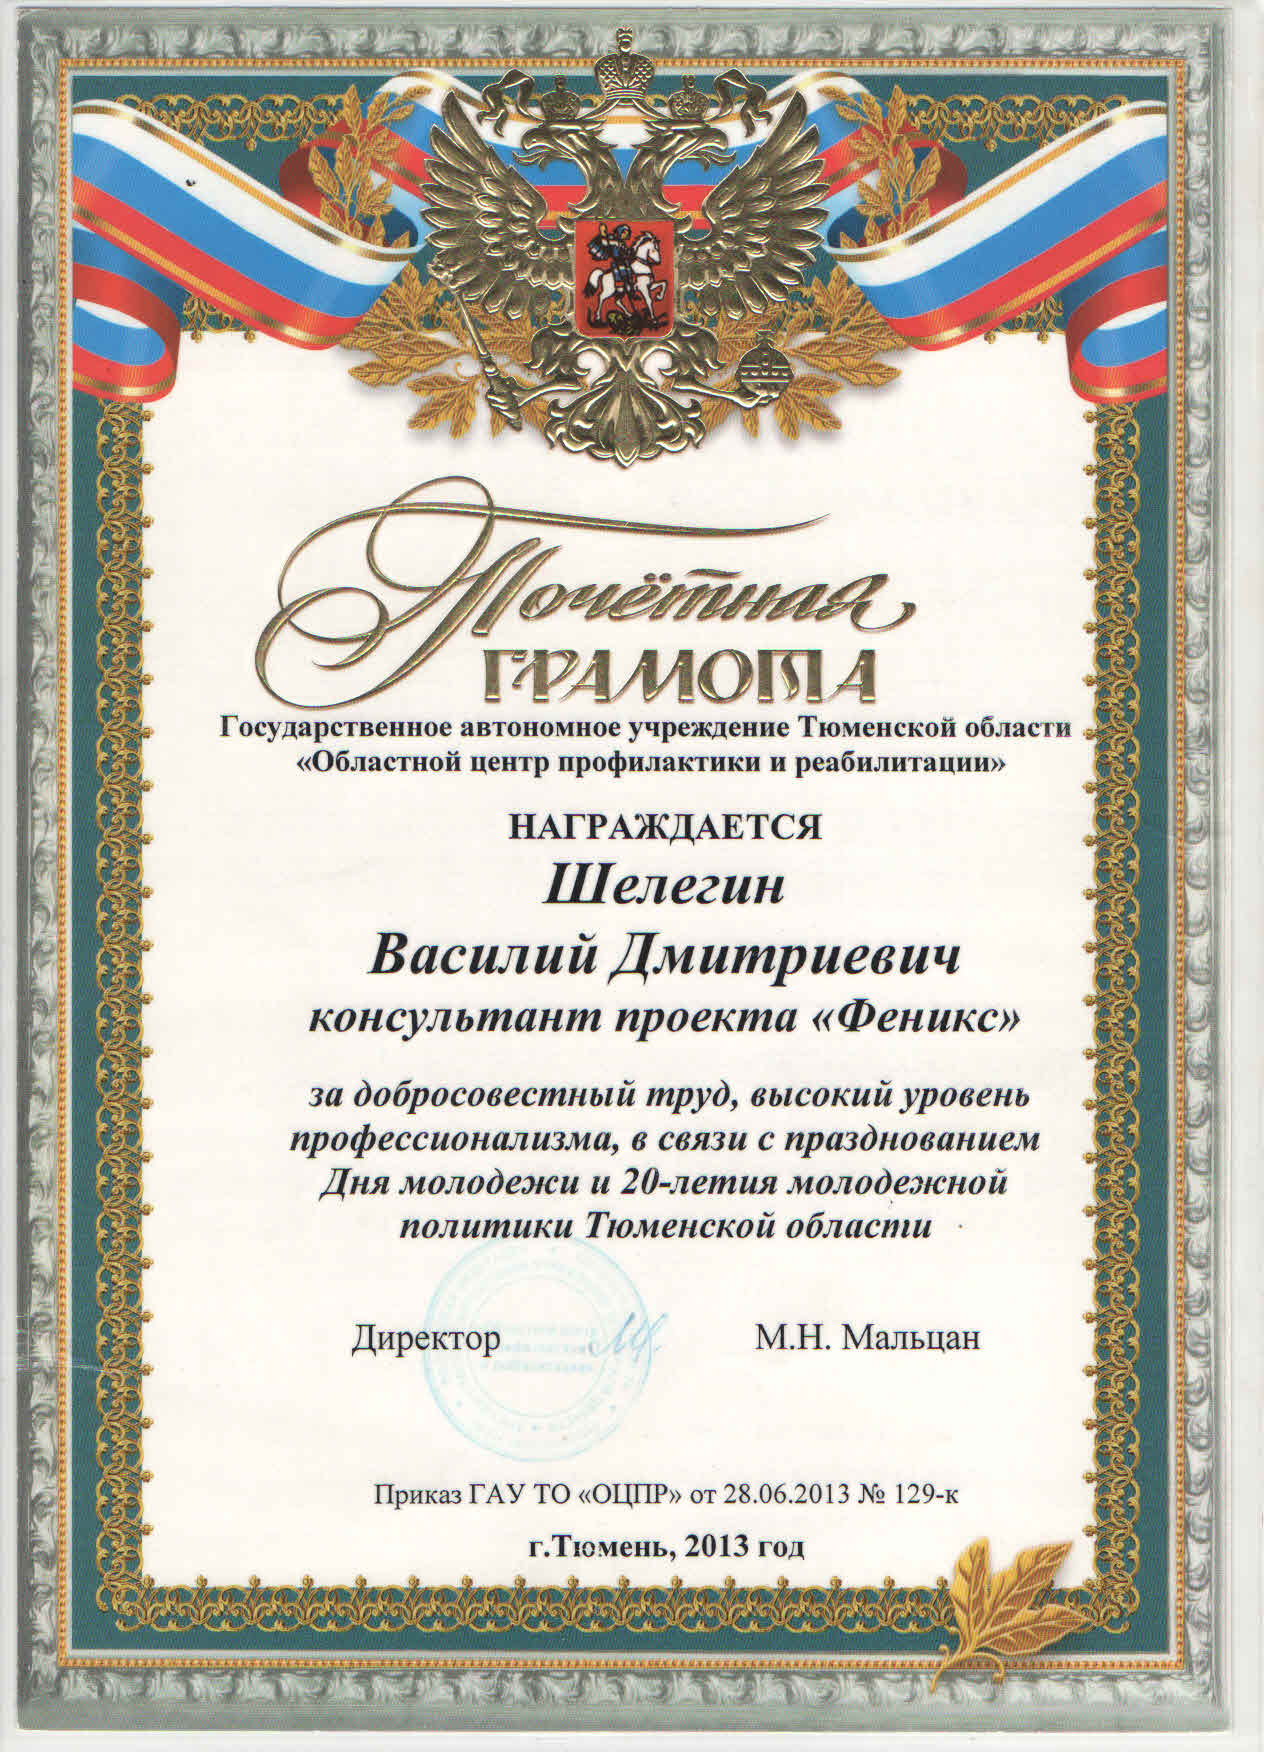 Почётная
ГРАМОТА
Государственное автономное учреждение Тюменской области
«Областной центр профилактики и реабилитации»
НАГРАЖДАЕТСЯ
Шелегин
Василий Дмитриевич
консультант проекта «Феникс»
за добросовестный труд, высокий уровень
профессионализма, в связи с празднованием
Дня молодежи и 20-летия молодежной
политики Тюменской области
Директор М.Н. Мальцан
Приказ ГАУ ТО «ОЦПР» от 28.06.2013 № 129-к
г.Тюмень, 2013 год